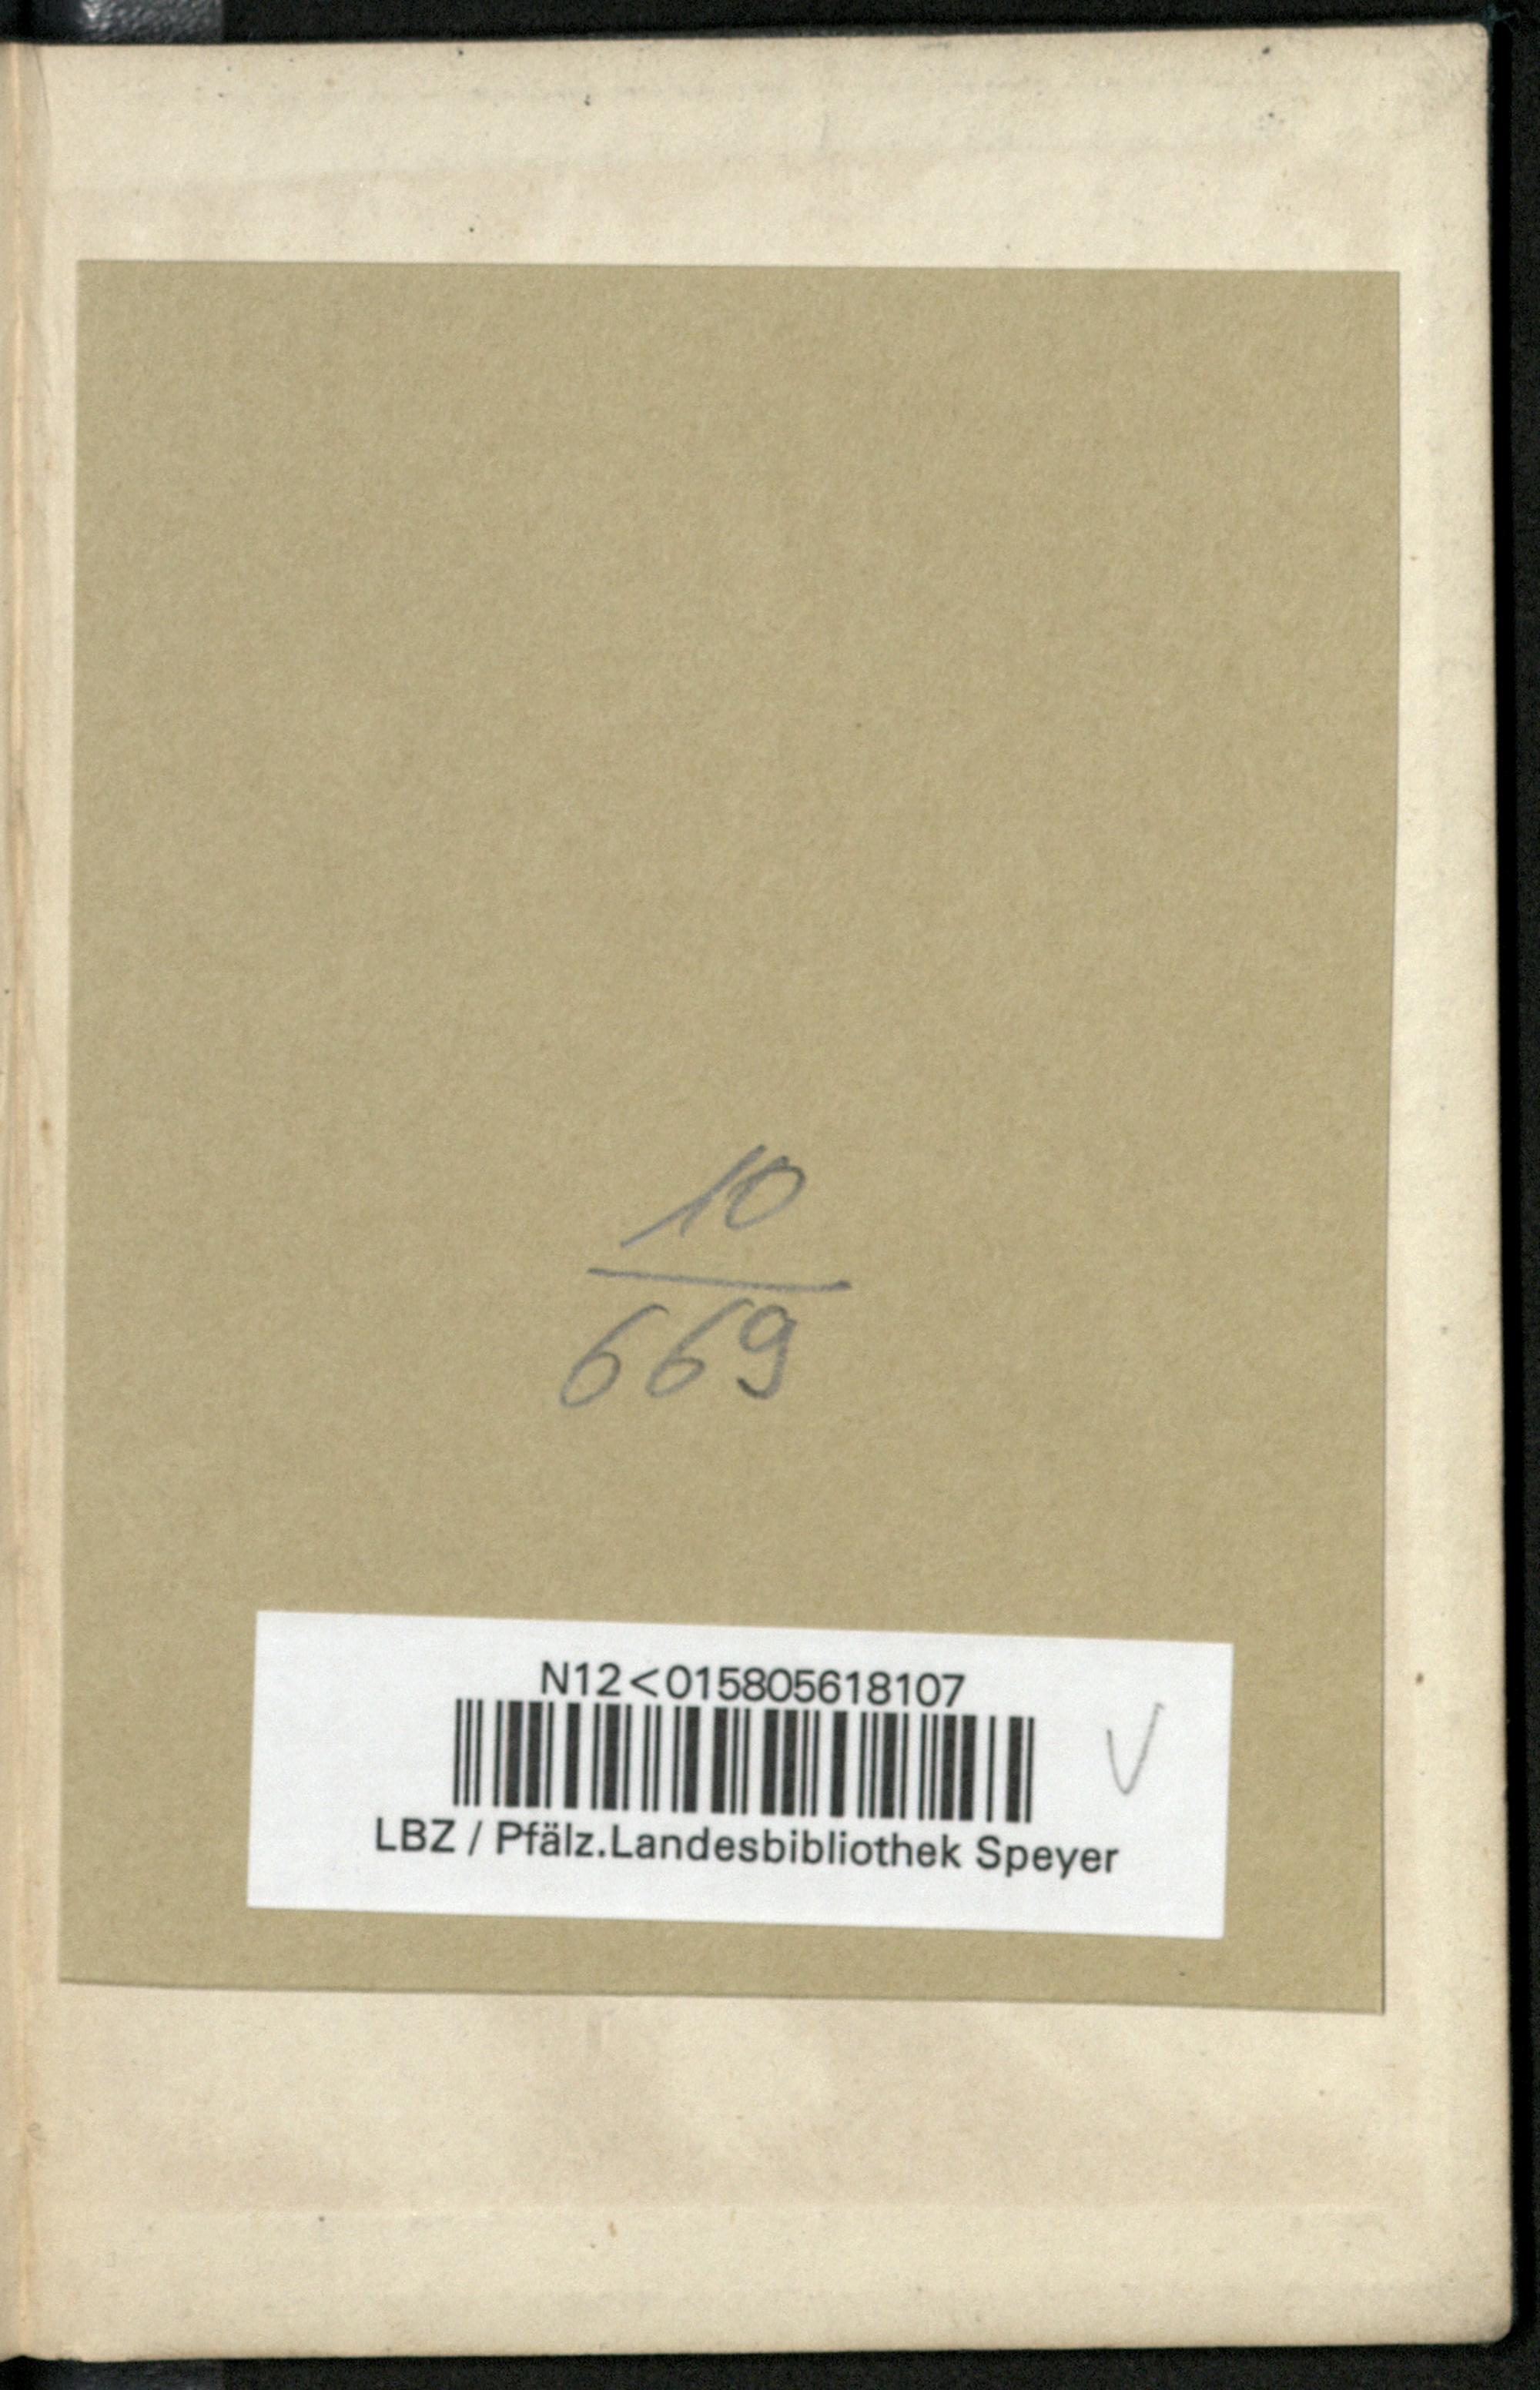 10
669
N12<015805618107
LBZ / Pfälz.Landesbibliothek Speyer